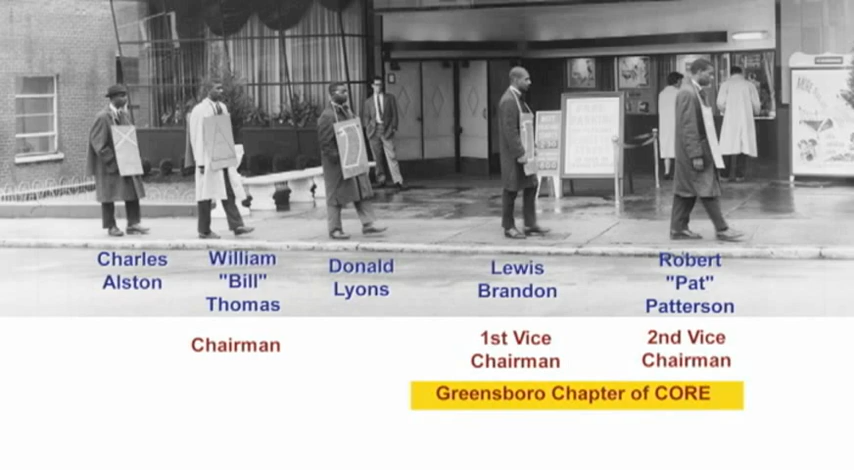 Charles
Alston
William
"Bill"
Thomas
Donald
Lyons
Lewis
Brandon
Robert
"Pat"
Patterson
Chairman
1st Vice
Chairman
2nd Vice
Chairman
Greensboro Chapter of CORE